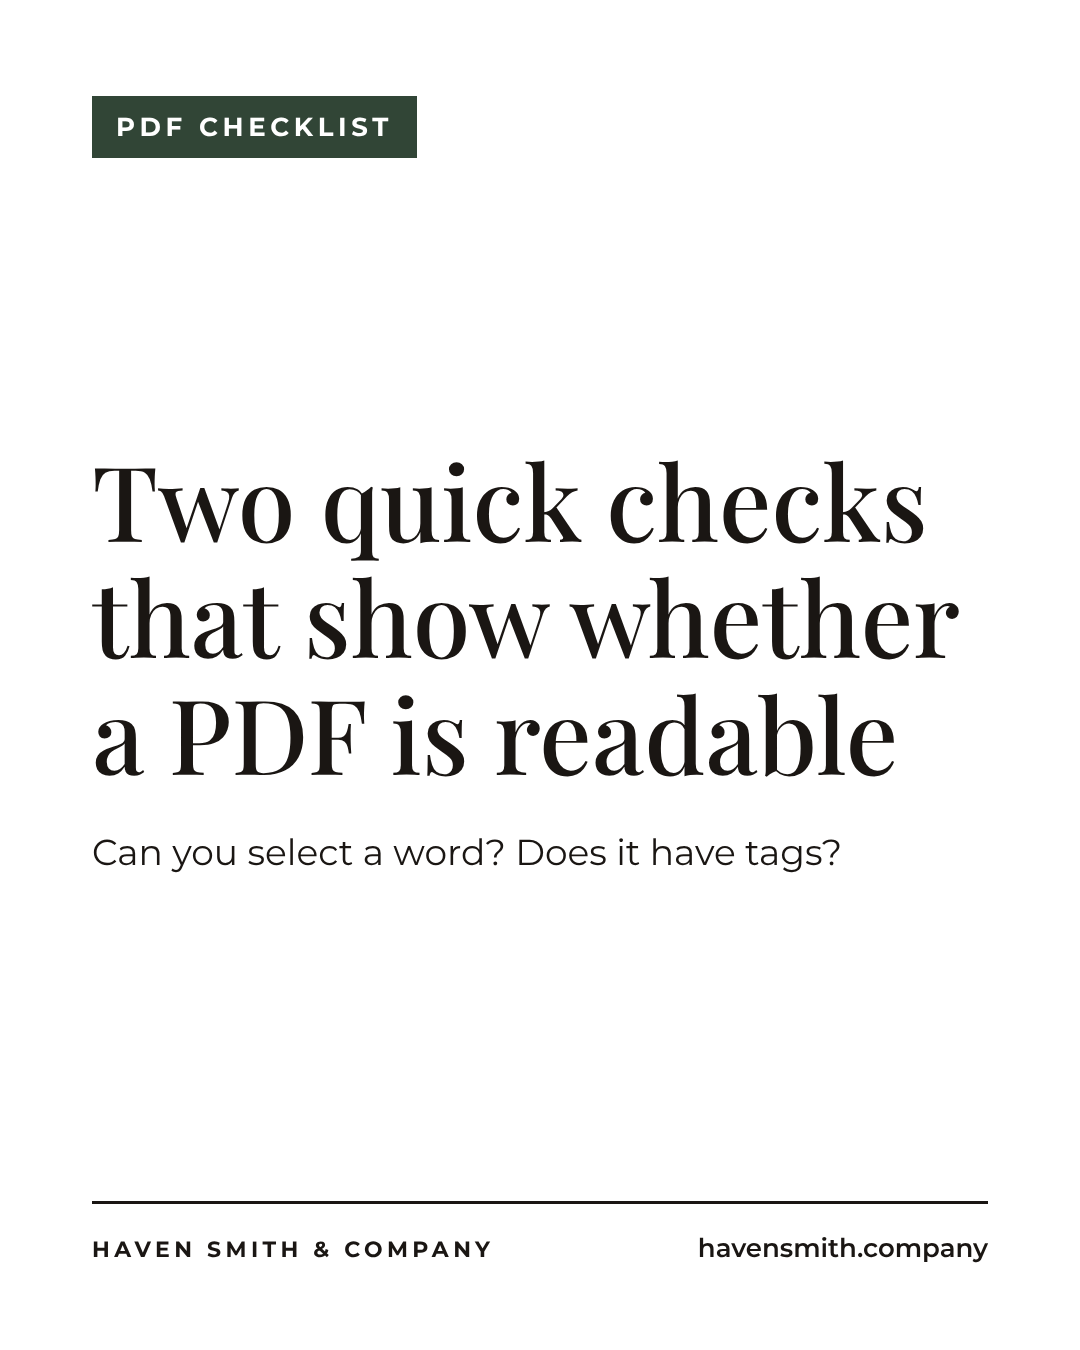 PDF CHECKLIST
Two quick checks
that show whether
a PDF is readable
Can you select a word? Does it have tags?
HAVEN SMITH & COMPANY
havensmith.company